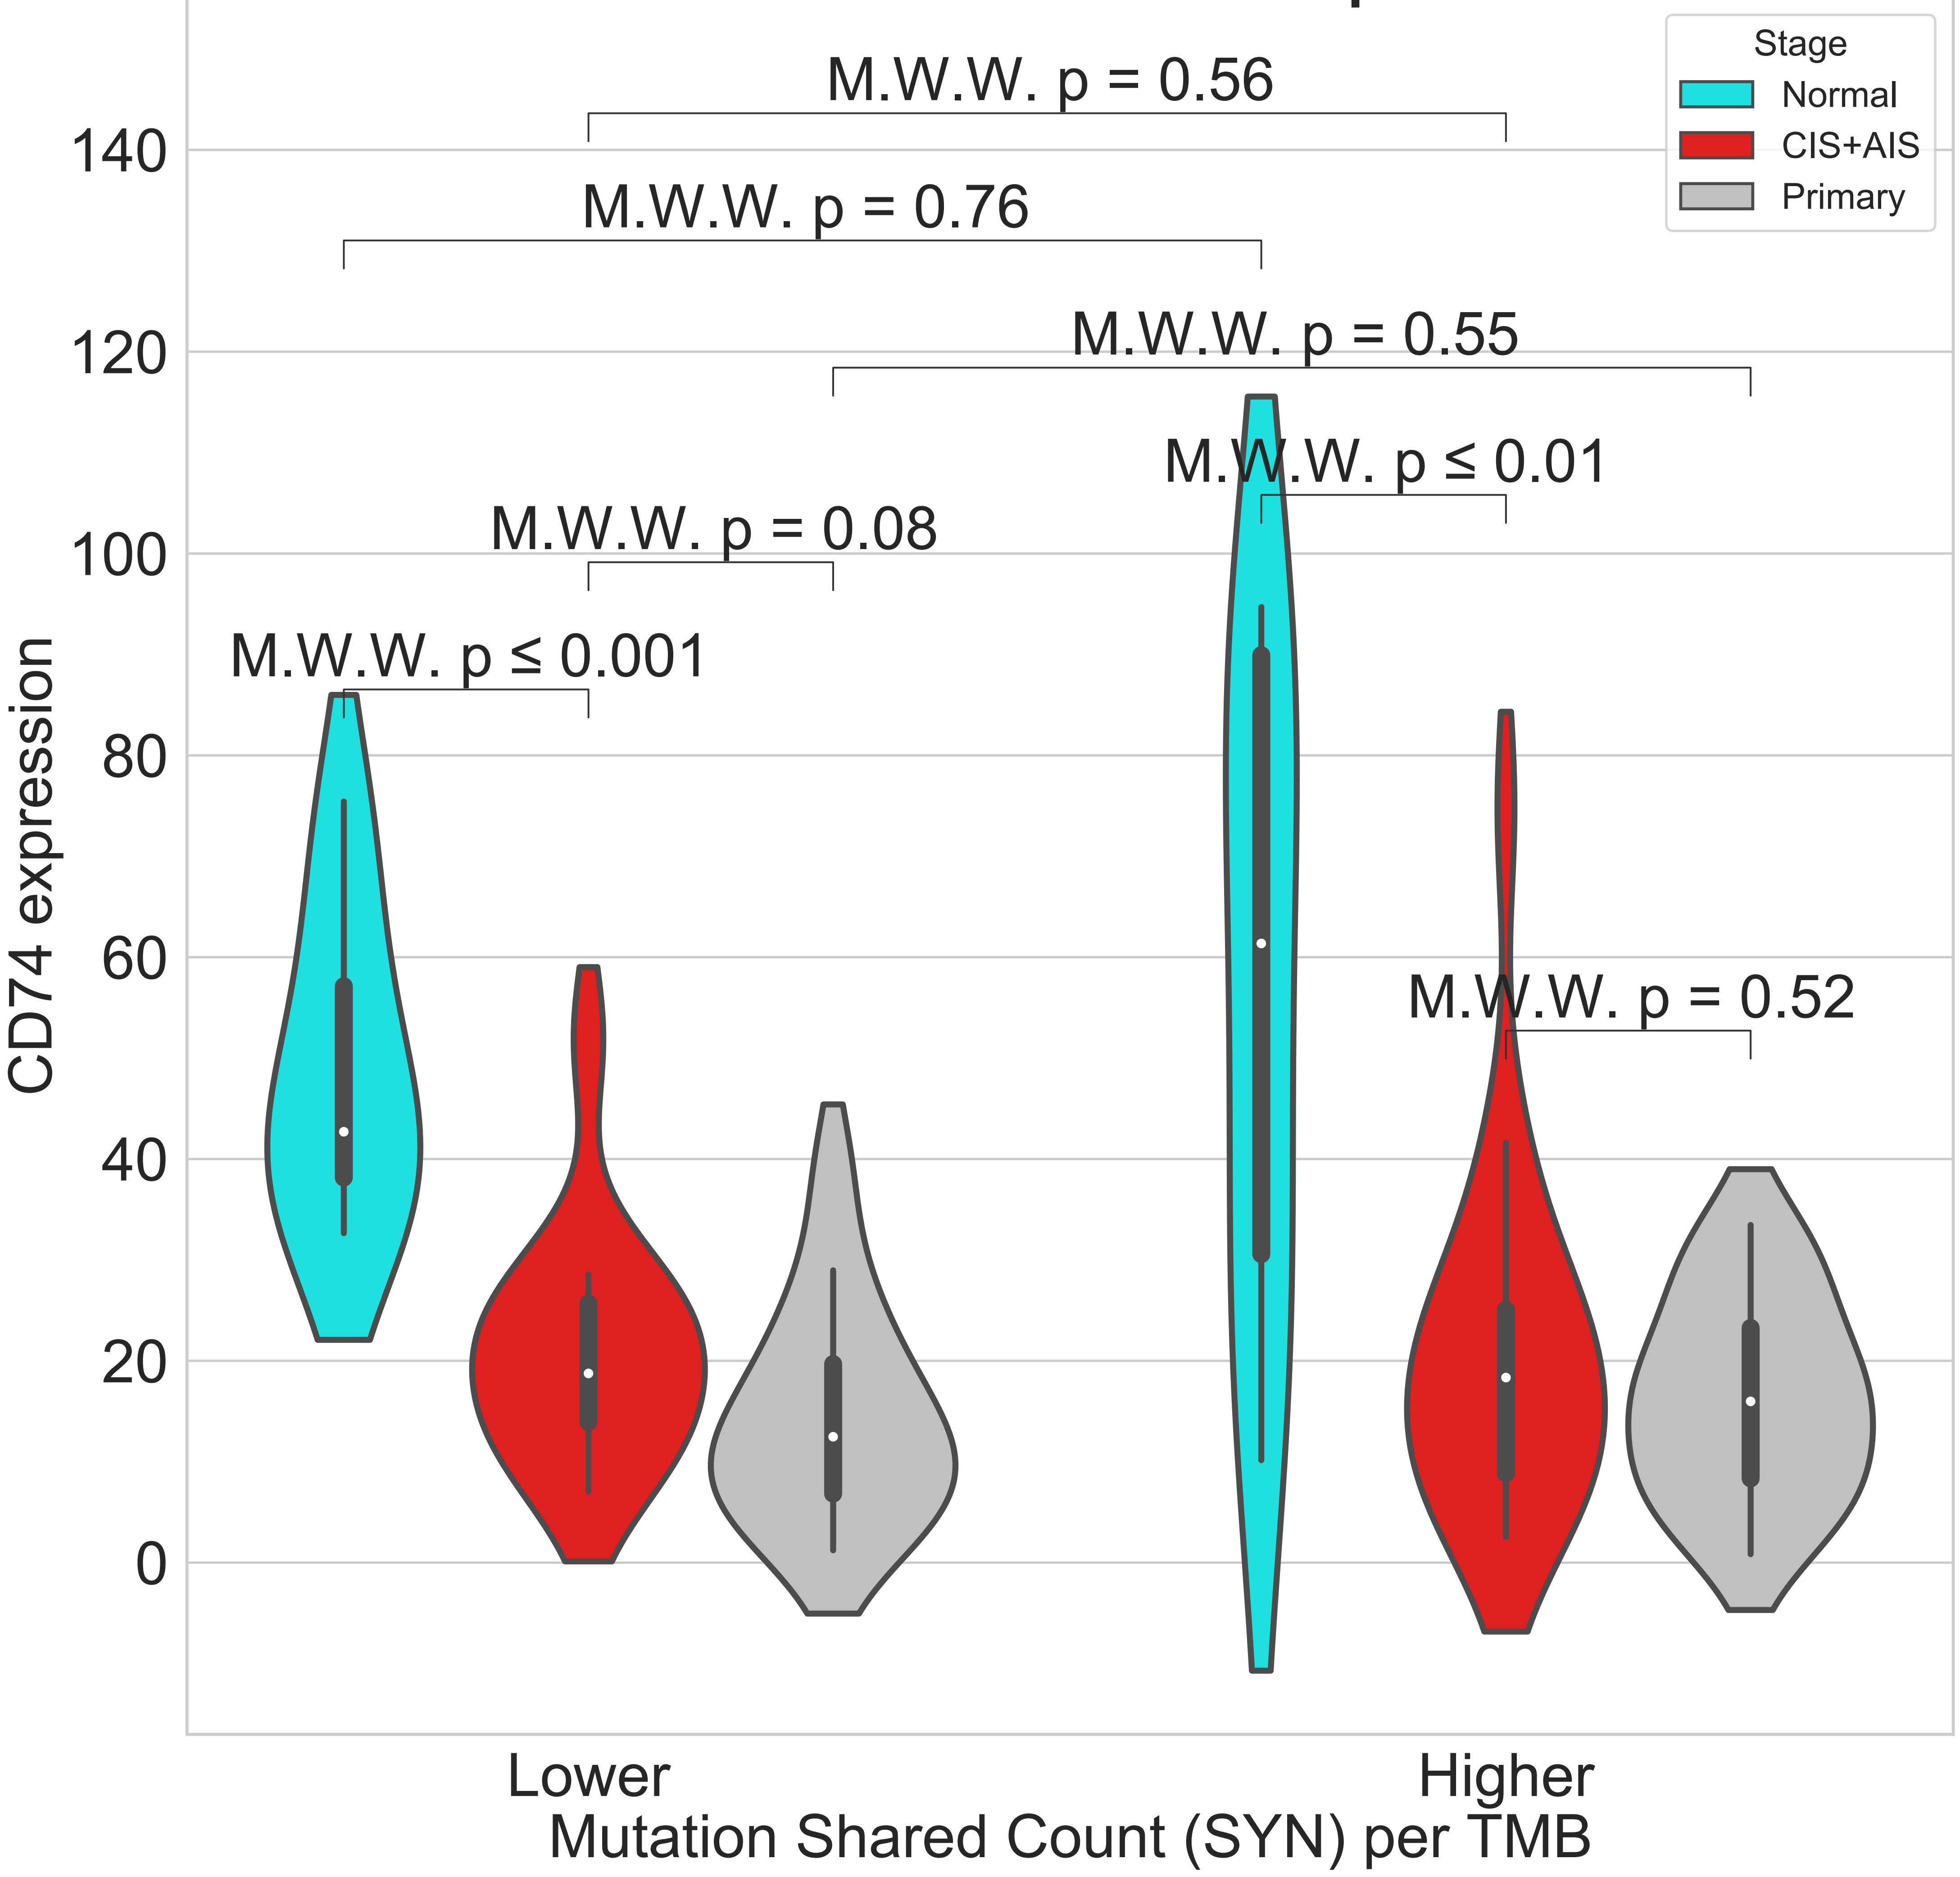 Stage
Normal
CIS+AIS
Primary
M.W.W. p = 0.56
140
M.W.W. p = 0.76
M.W.W. p = 0.55
120
M.W.W. p ≤ 0.01
M.W.W. p = 0.08
100
M.W.W. p ≤ 0.001
80
CD74 expression
60
M.W.W. p = 0.52
40
20
0
Lower
Higher
Mutation Shared Count (SYN) per TMB